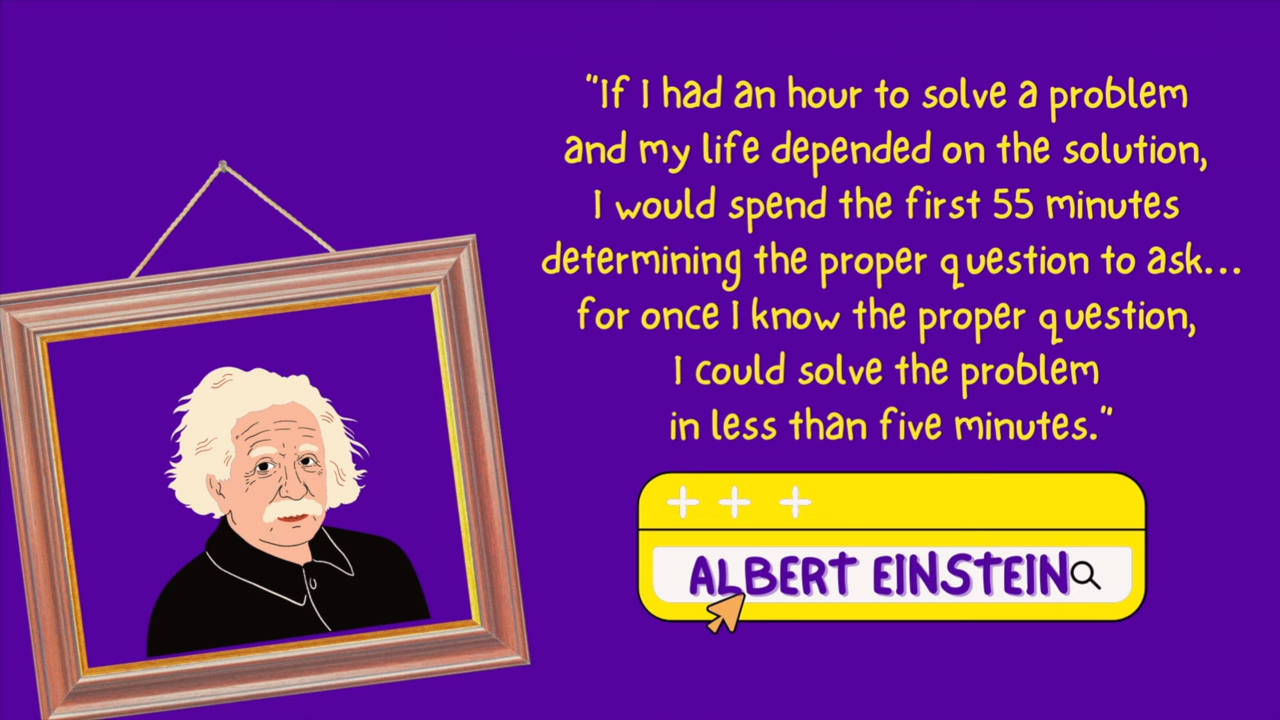 "If I had an hour to solve a problem
and my life depended on the solution,
I would spend the first 55 minutes
determining the proper question to ask...
for once I know the proper question,
I could solve the problem
in less than five minutes."
ALBERT EINSTEIN